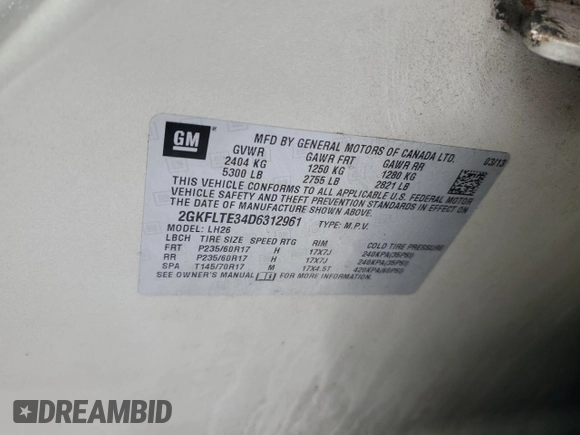 GM
MFD BY GENERAL MOTORS OF CANADA LTD.
GVWR GAWR FRT GAWR RR 03/13
2404 KG 1250 KG 1280 KG
5300 LB 2755 LB 2821 LB
THIS VEHICLE CONFORMS TO ALL APPLICABLE U.S. FEDERAL MOTOR
VEHICLE SAFETY AND THEFT PREVENTION STANDARDS IN EFFECT ON
THE DATE OF MANUFACTURE SHOWN ABOVE.
2GKFLTE34D6312961 TYPE: M.P.V.
MODEL: LH26
LBCH TIRE SIZE SPEED RTG RIM COLD TIRE PRESSURE
FRT P235/60R17 H 17X7J 240KPA(35PSI)
RR P235/60R17 H 17X7J 240KPA(35PSI)
SPA T145/70R17 M 17X4.5T 420KPA(60PSI)
SEE OWNER'S MANUAL FOR MORE INFORMATION.
DREAMBID